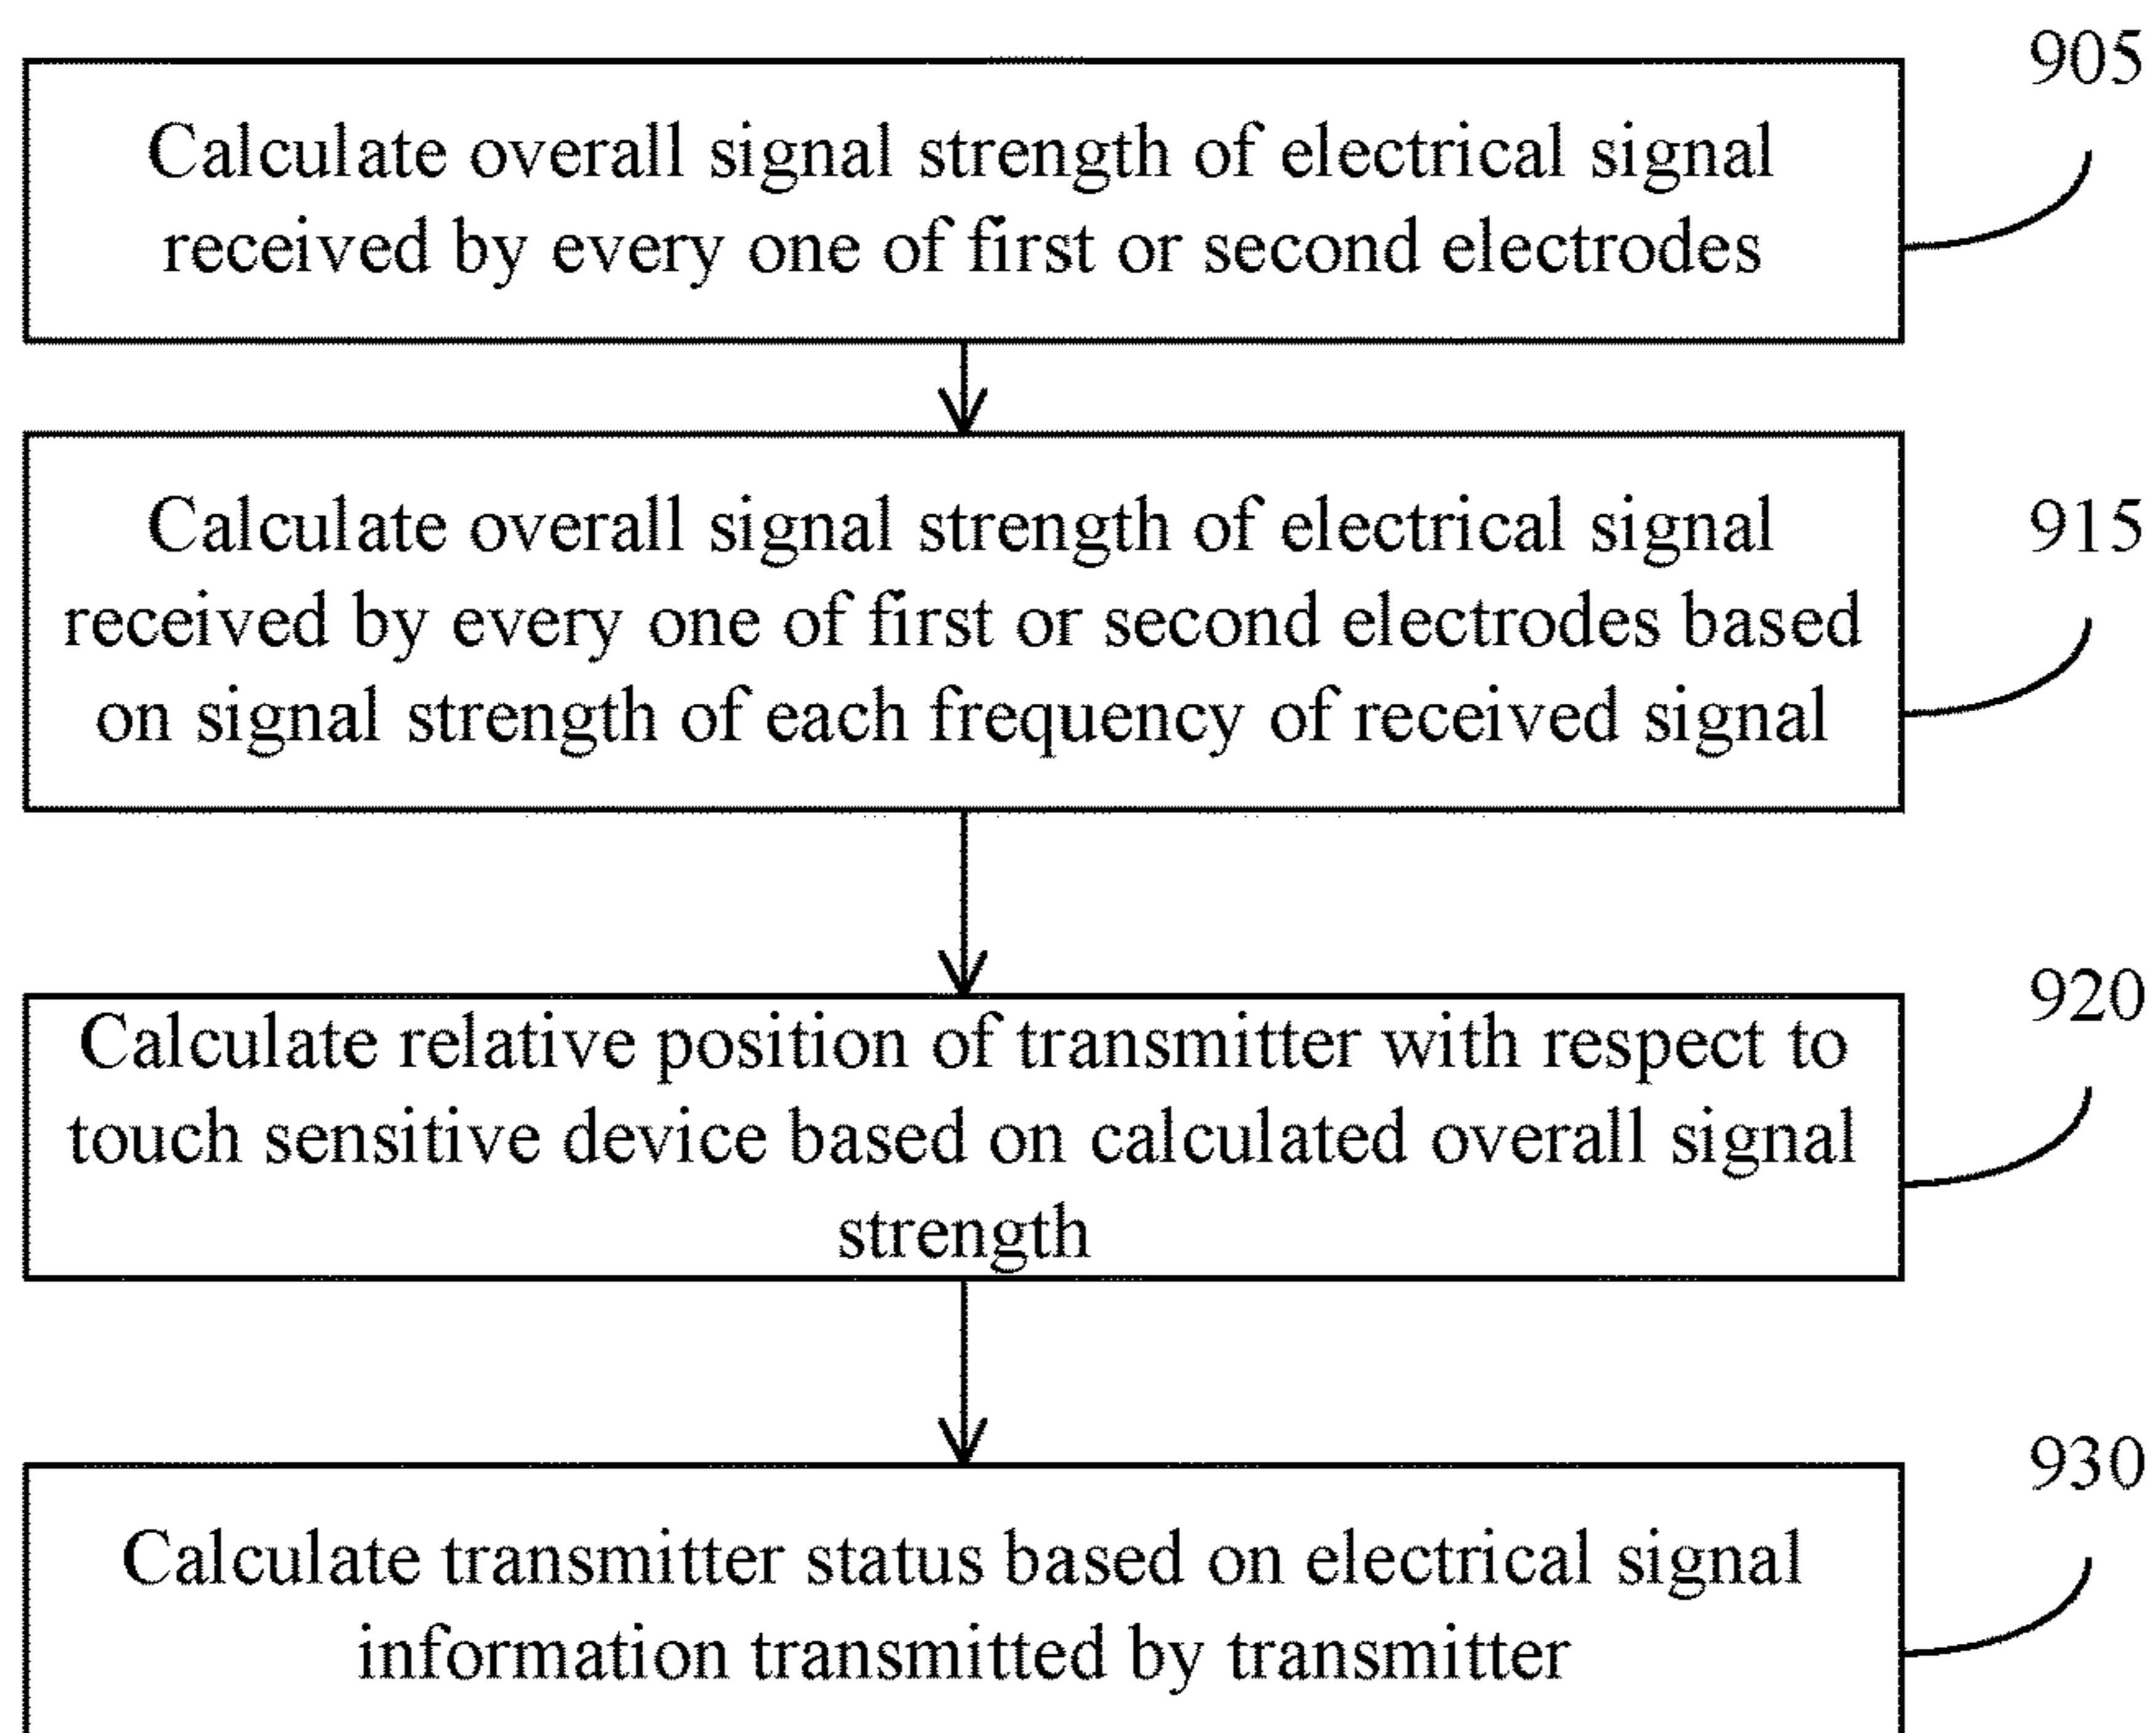 905
Calculate overall signal strength of electrical signal
received by every one of first or second electrodes
915
Calculate overall signal strength of electrical signal
received by every one of first or second electrodes based
on signal strength of each frequency of received signal
920
Calculate relative position of transmitter with respect to
touch sensitive device based on calculated overall signal
strength
930
Calculate transmitter status based on electrical signal
information transmitted by transmitter